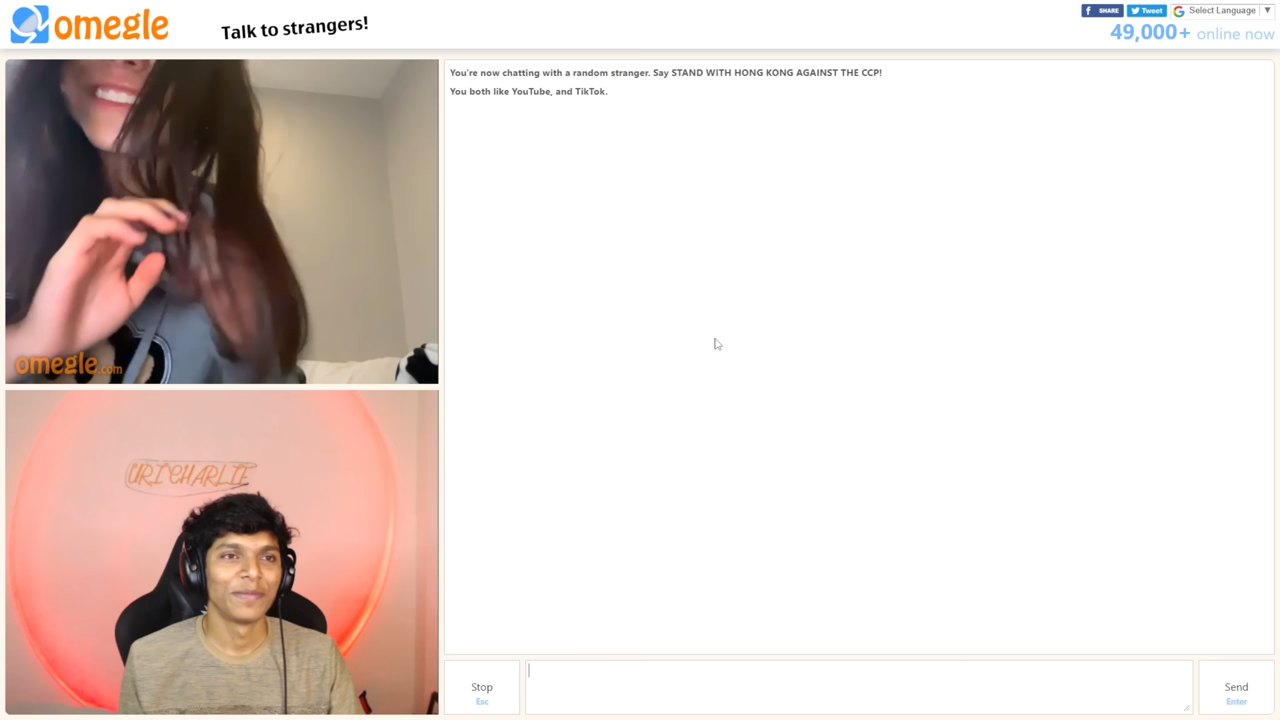 omegle
Talk to strangers!
f SHARE
Tweet
G Select Language ▼
49,000+ online now
You're now chatting with a random stranger. Say STAND WITH HONG KONG AGAINST THE CCP!
You both like YouTube, and TikTok.
omegle.com
URI CHARLIE
Stop
Esc
Send
Enter